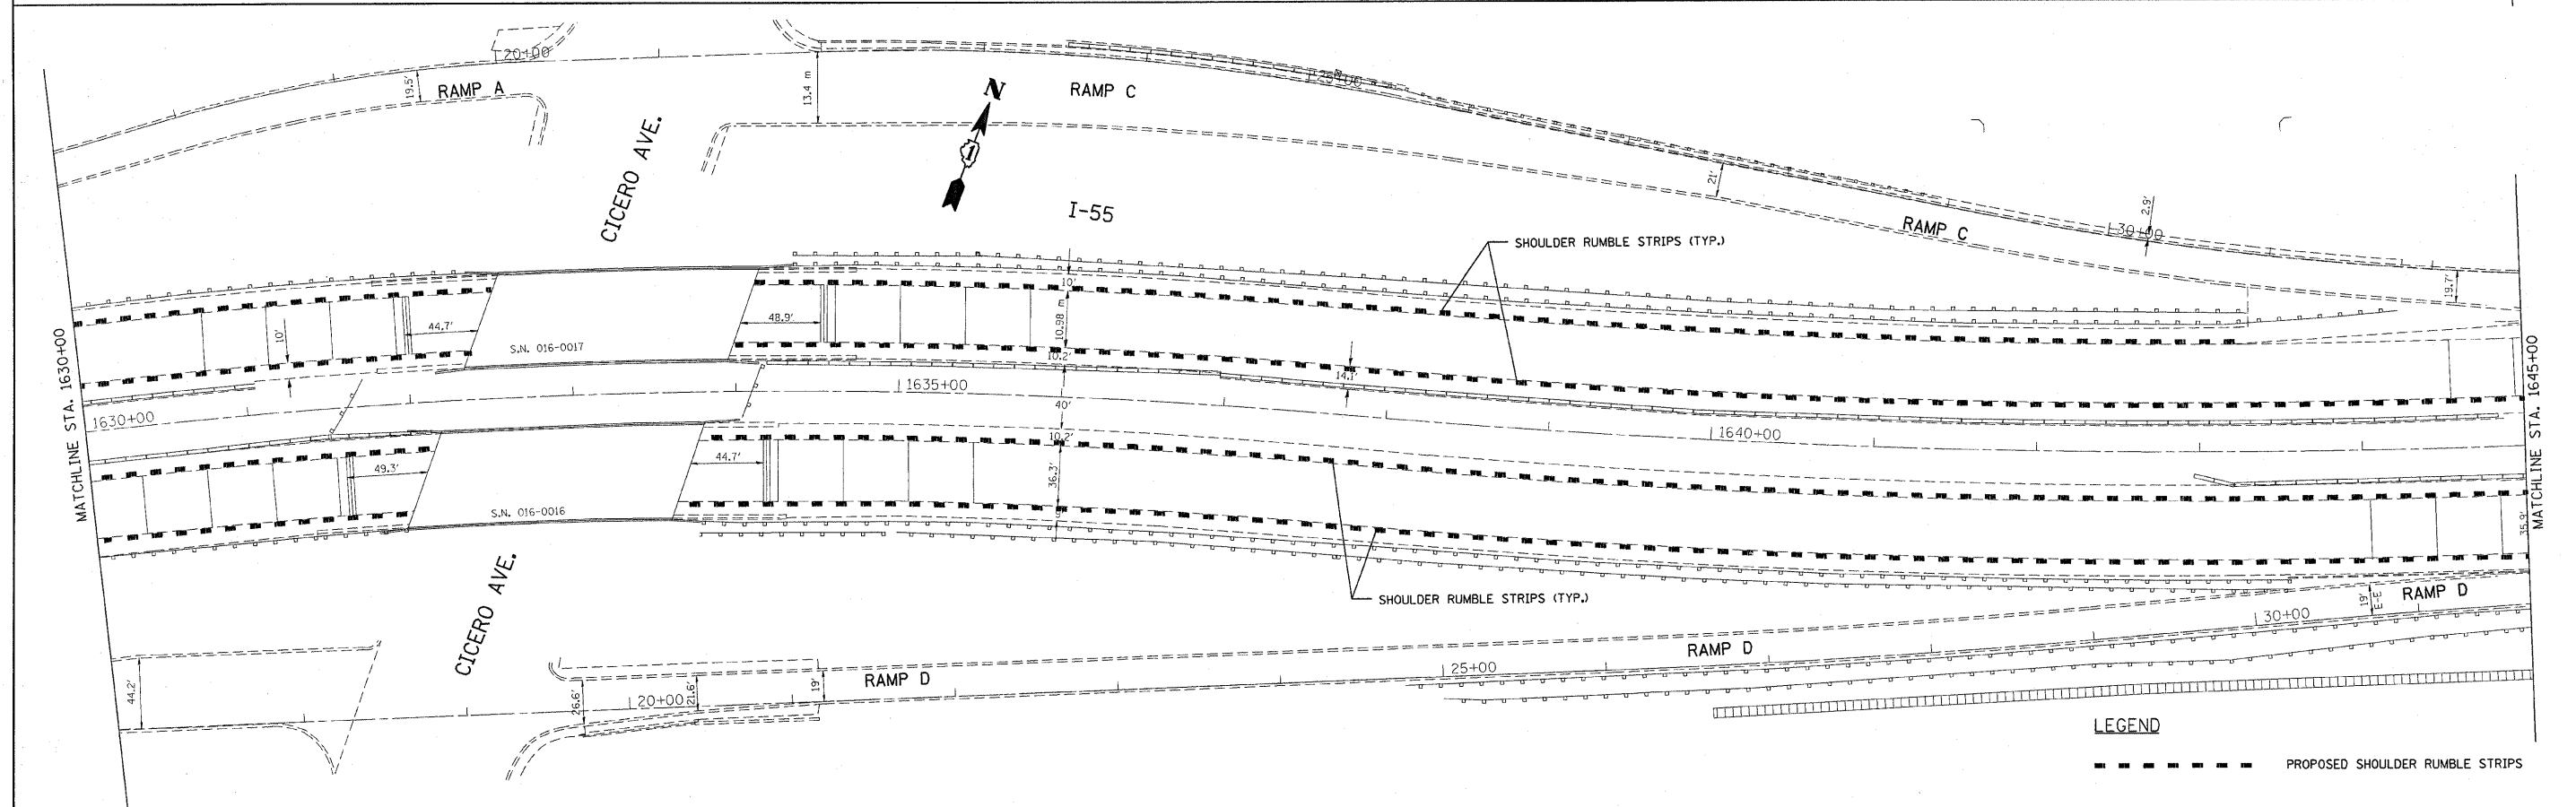 20+00
19.5'
RAMP A
13.4 m
N
RAMP C
25+00
CICERO AVE.
I-55
21'
RAMP C
2.9'
30+00
19.7'
SHOULDER RUMBLE STRIPS (TYP.)
MATCHLINE STA. 1630+00
10'
44.7'
S.N. 016-0017
48.9'
10'
10.98 m
10.2'
14.1'
1630+00
1635+00
40'
10.2'
1640+00
MATCHLINE STA. 1645+00
49.3'
44.7'
36.3'
S.N. 016-0016
35.9'
CICERO AVE.
SHOULDER RUMBLE STRIPS (TYP.)
44.2'
26.6'
20+00
21.6'
19'
RAMP D
25+00
RAMP D
30+00
19'
E-E
RAMP D
LEGEND
PROPOSED SHOULDER RUMBLE STRIPS